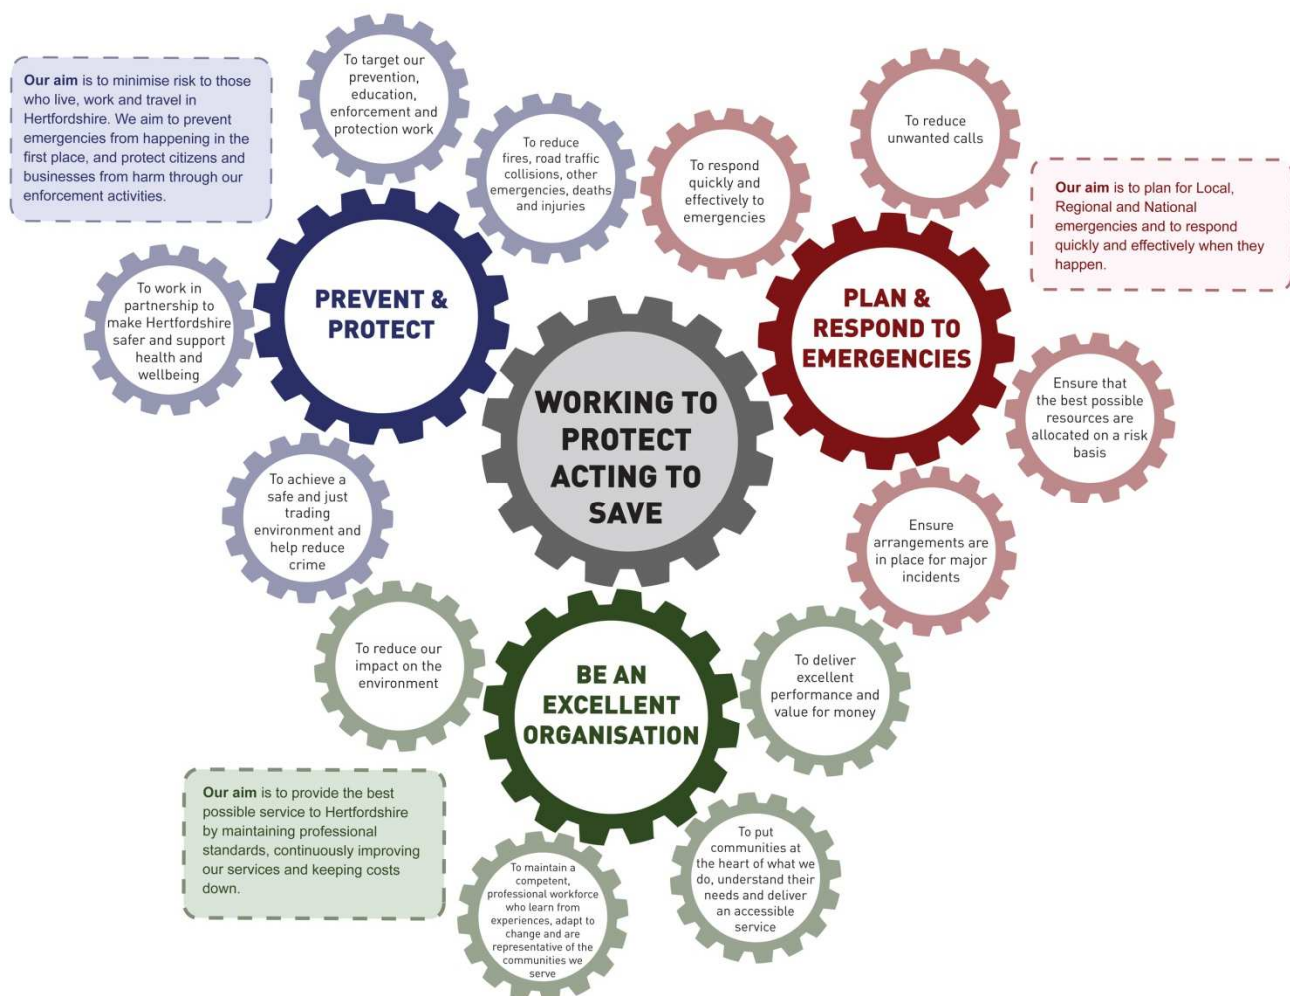 Our aim is to minimise risk to those
who live, work and travel in
Hertfordshire. We aim to prevent
emergencies from happening in the
first place, and protect citizens and
businesses from harm through our
enforcement activities.
To target our
prevention,
education,
enforcement and
protection work
To reduce
fires, road traffic
collisions, other
emergencies, deaths
and injuries
To respond
quickly and
effectively to
emergencies
To reduce
unwanted calls
Our aim is to plan for Local,
Regional and National
emergencies and to respond
quickly and effectively when they
happen.
To work in
partnership to
make Hertfordshire
safer and support
health and
wellbeing
PREVENT &
PROTECT
PLAN &
RESPOND TO
EMERGENCIES
WORKING TO
PROTECT
ACTING TO
SAVE
Ensure that
the best possible
resources are
allocated on a risk
basis
To achieve a
safe and just
trading
environment and
help reduce
crime
Ensure
arrangements are
in place for major
incidents
To reduce our
impact on the
environment
BE AN
EXCELLENT
ORGANISATION
To deliver
excellent
performance and
value for money
Our aim is to provide the best
possible service to Hertfordshire
by maintaining professional
standards, continuously improving
our services and keeping costs
down.
To maintain a
competent,
professional workforce
who learn from
experiences, adapt to
change and are
representative of the
communities we
serve
To put
communities at
the heart of what we
do, understand their
needs and deliver
an accessible
service